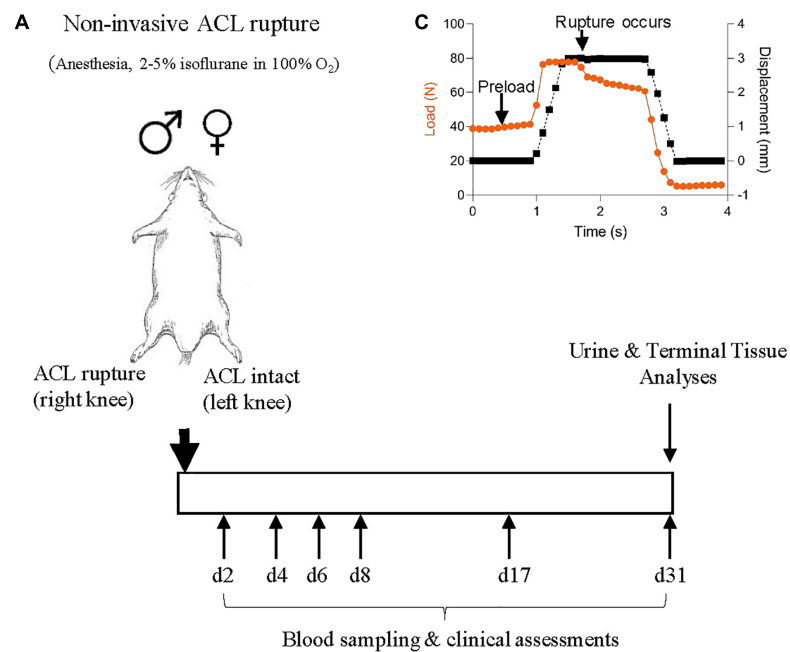 A
Non-invasive ACL rupture
(Anesthesia, 2-5% isoflurane in 100% O₂)
♂ ♀
ACL rupture
(right knee)
ACL intact
(left knee)
C
Rupture occurs
Preload
Load (N)
100
80
60
40
20
0
Displacement (mm)
4
3
2
1
0
-1
0 1 2 3 4
Time (s)
Urine & Terminal Tissue
Analyses
d2 d4 d6 d8 d17 d31
Blood sampling & clinical assessments